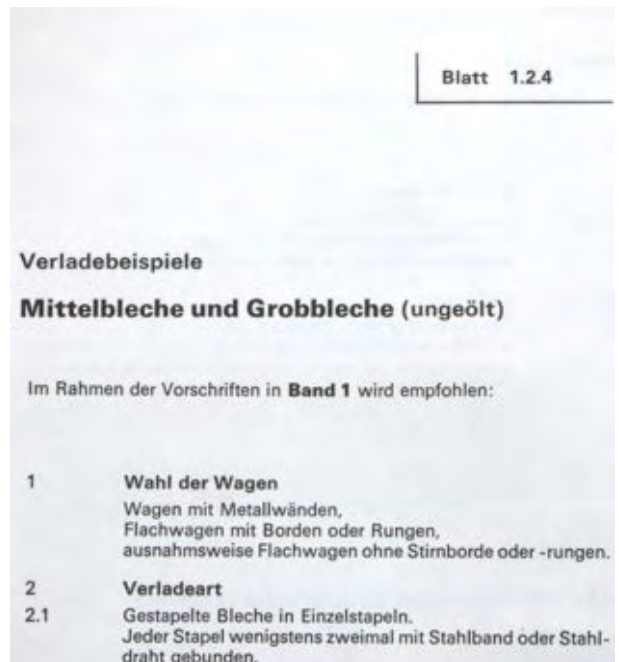 Blatt 1.2.4
Verladebeispiele
Mittelbleche und Grobbleche (ungeölt)
Im Rahmen der Vorschriften in Band 1 wird empfohlen:
1 Wahl der Wagen
Wagen mit Metallwänden,
Flachwagen mit Borden oder Rungen,
ausnahmsweise Flachwagen ohne Stirnborde oder -rungen.
2 Verladeart
2.1 Gestapelte Bleche in Einzelstapeln.
Jeder Stapel wenigstens zweimal mit Stahlband oder Stahl-
draht gebunden.